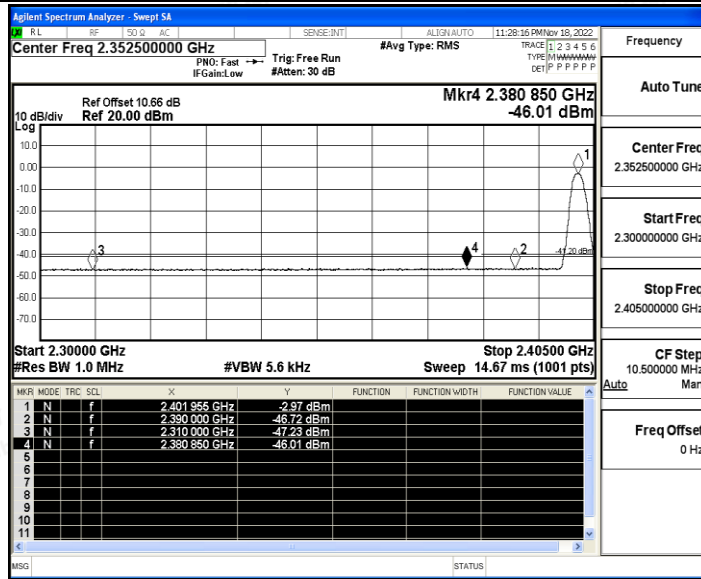 Agilent Spectrum Analyzer - Swept SA
RL RF 50 Ω AC SENSE:INT ALIGN AUTO 11:28:16 PM Nov 18, 2022
Center Freq 2.352500000 GHz #Avg Type: RMS TRACE 1 2 3 4 5 6
PNO: Fast Trig: Free Run TYPE MWWWWW
IFGain:Low #Atten: 30 dB DET P P P P P P
Mkr4 2.380 850 GHz
-46.01 dBm
Ref Offset 10.66 dB
10 dB/div Ref 20.00 dBm
Log
10.0
0.00
-10.0
-20.0
-30.0
-40.0
-50.0
-60.0
-70.0
1
2
3
4
-41.20 dBm
Start 2.30000 GHz Stop 2.40500 GHz
#Res BW 1.0 MHz #VBW 5.6 kHz Sweep 14.67 ms (1001 pts)
MKR MODE TRC SCL X Y FUNCTION FUNCTION WIDTH FUNCTION VALUE
1 N f 2.401 955 GHz -2.97 dBm
2 N f 2.390 000 GHz -46.72 dBm
3 N f 2.310 000 GHz -47.23 dBm
4 N f 2.380 850 GHz -46.01 dBm
5
6
7
8
9
10
11
MSG STATUS
Frequency
Auto Tune
Center Freq
2.352500000 GHz
Start Freq
2.300000000 GHz
Stop Freq
2.405000000 GHz
CF Step
10.500000 MHz
Auto Man
Freq Offset
0 Hz